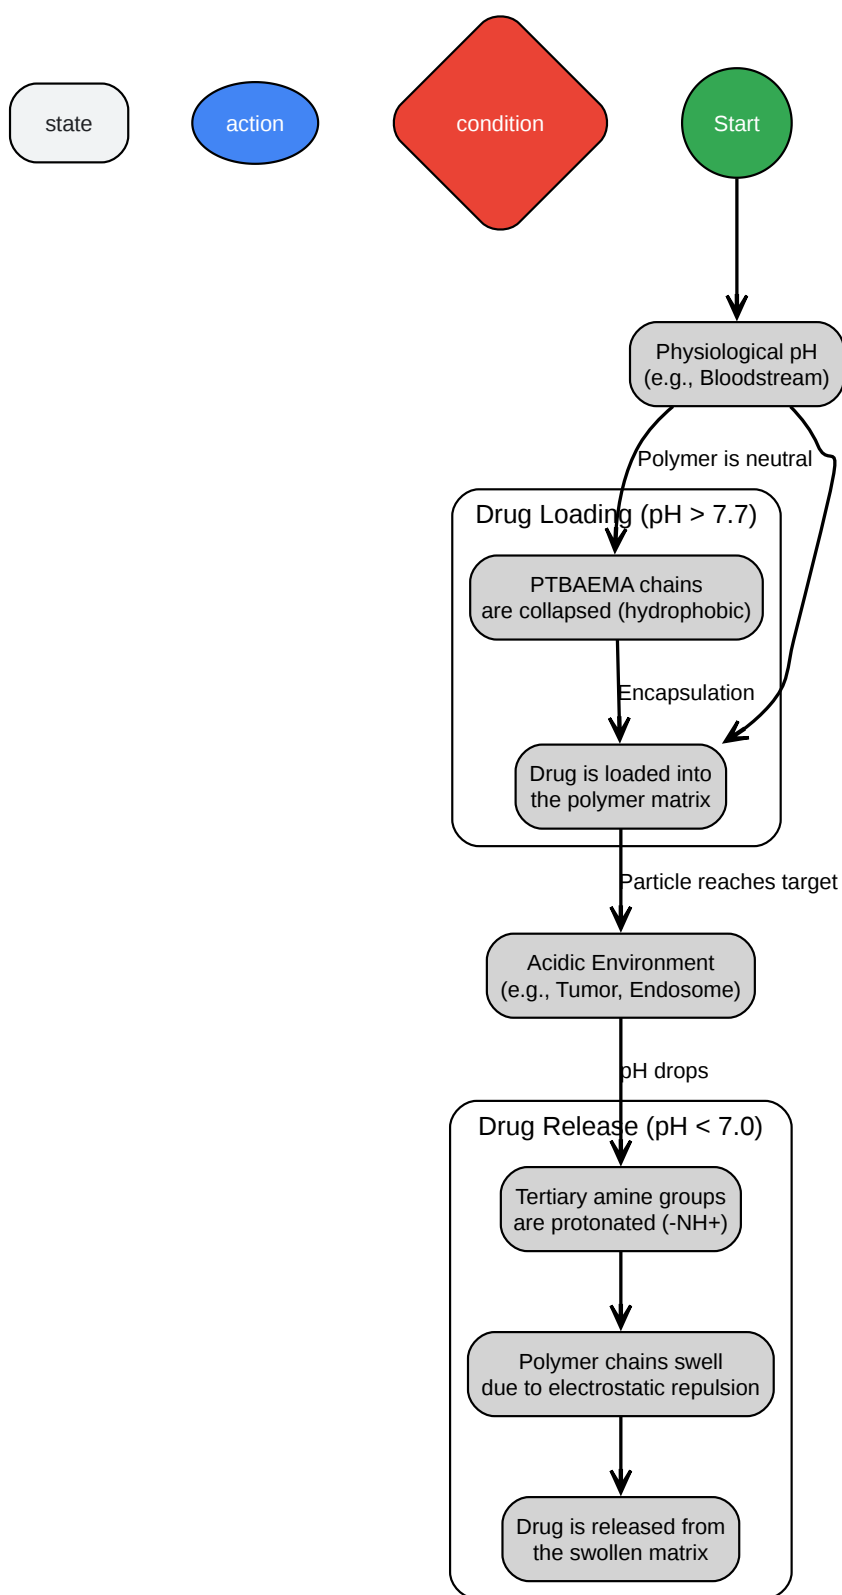 state
action
condition
Start
Physiological pH
(e.g., Bloodstream)
Polymer is neutral
Drug Loading (pH > 7.7)
PTBAEMA chains
are collapsed (hydrophobic)
Encapsulation
Drug is loaded into
the polymer matrix
Particle reaches target
Acidic Environment
(e.g., Tumor, Endosome)
pH drops
Drug Release (pH < 7.0)
Tertiary amine groups
are protonated (-NH+)
Polymer chains swell
due to electrostatic repulsion
Drug is released from
the swollen matrix